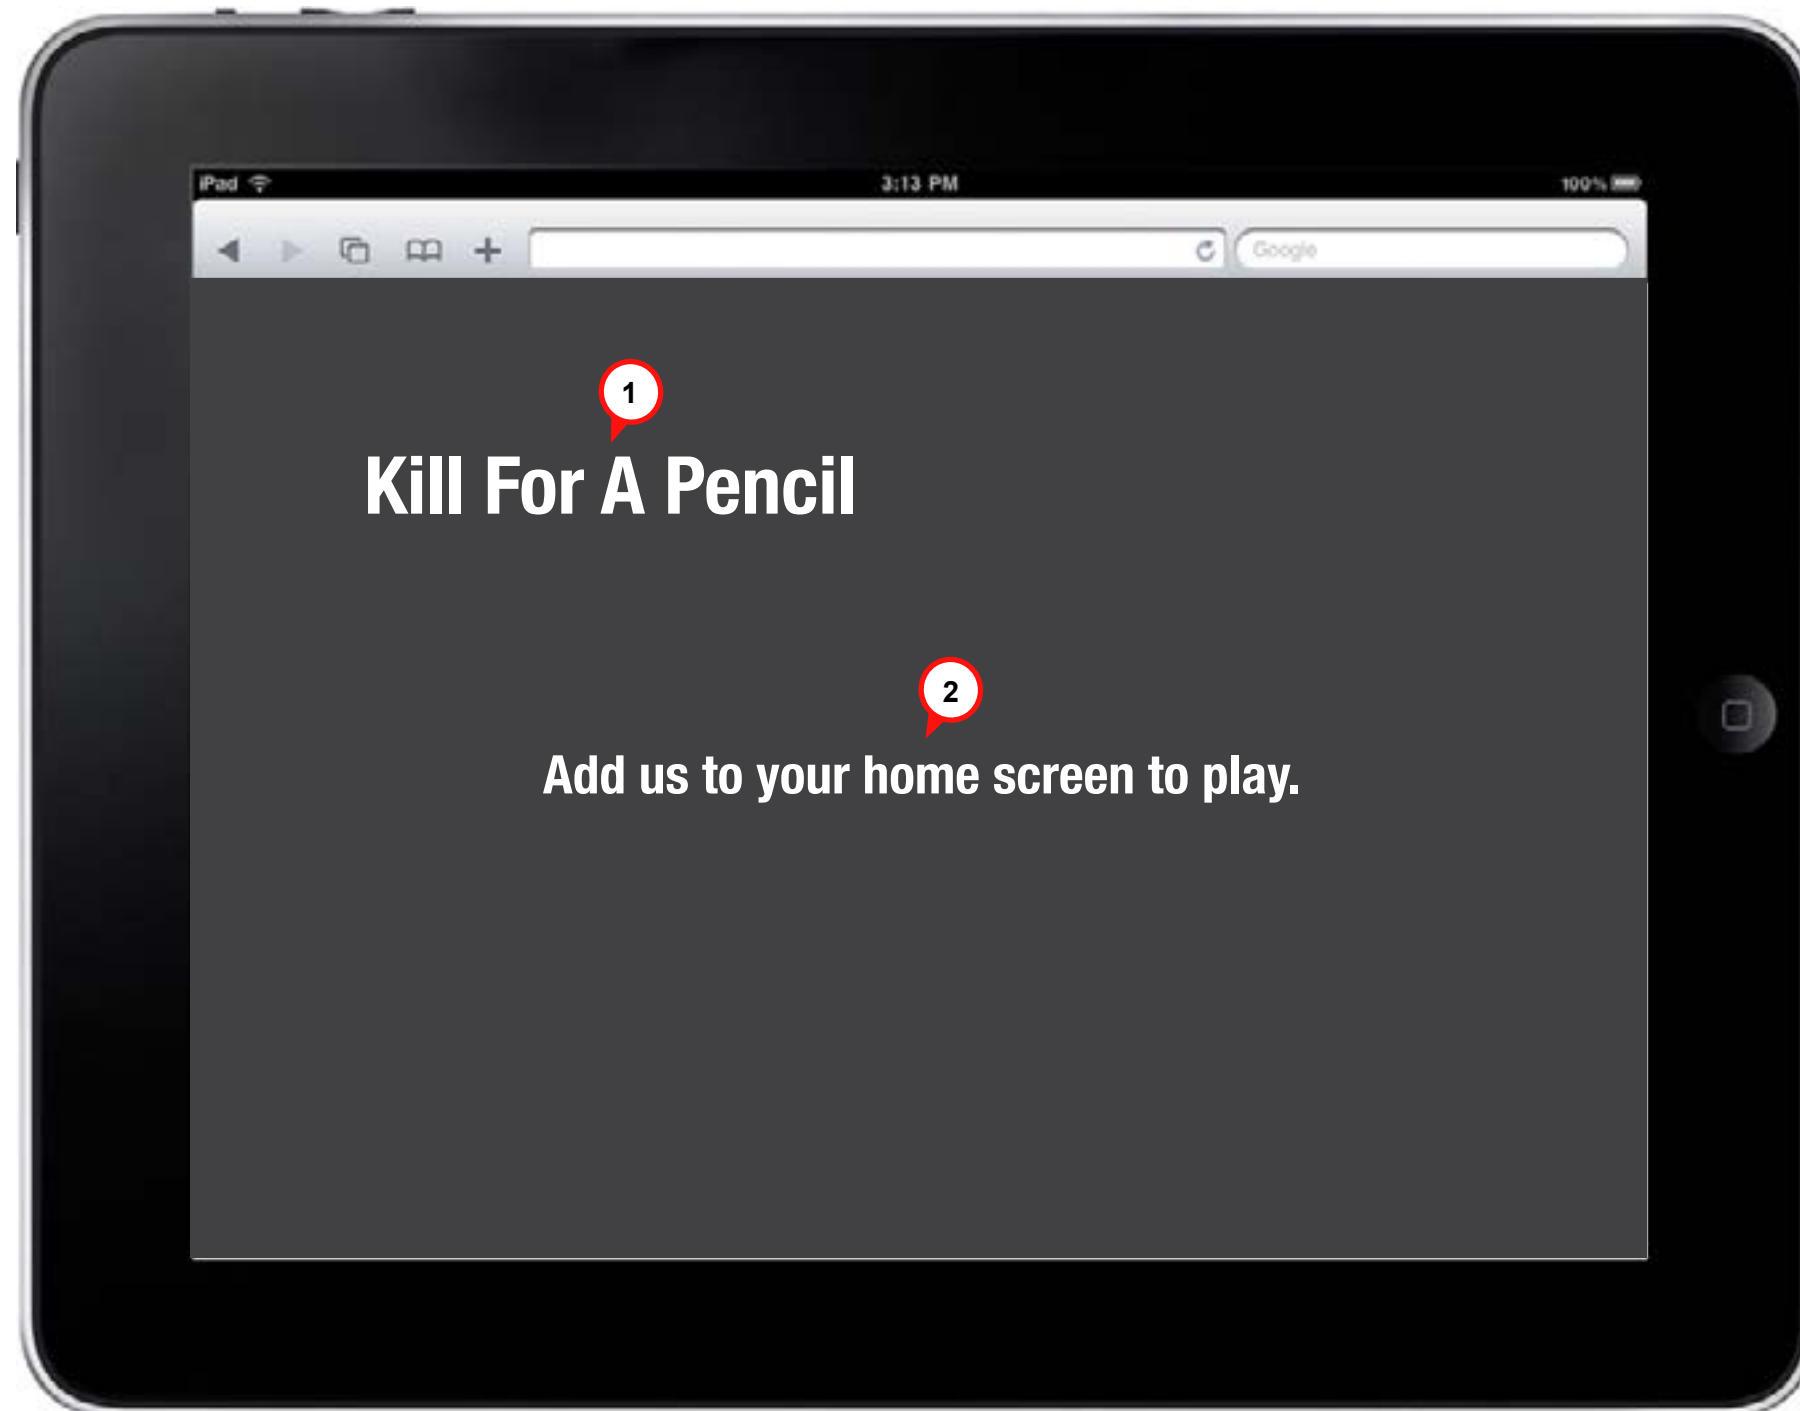 iPad 3:13 PM 100%
Google
1
Kill For A Pencil
2
Add us to your home screen to play.